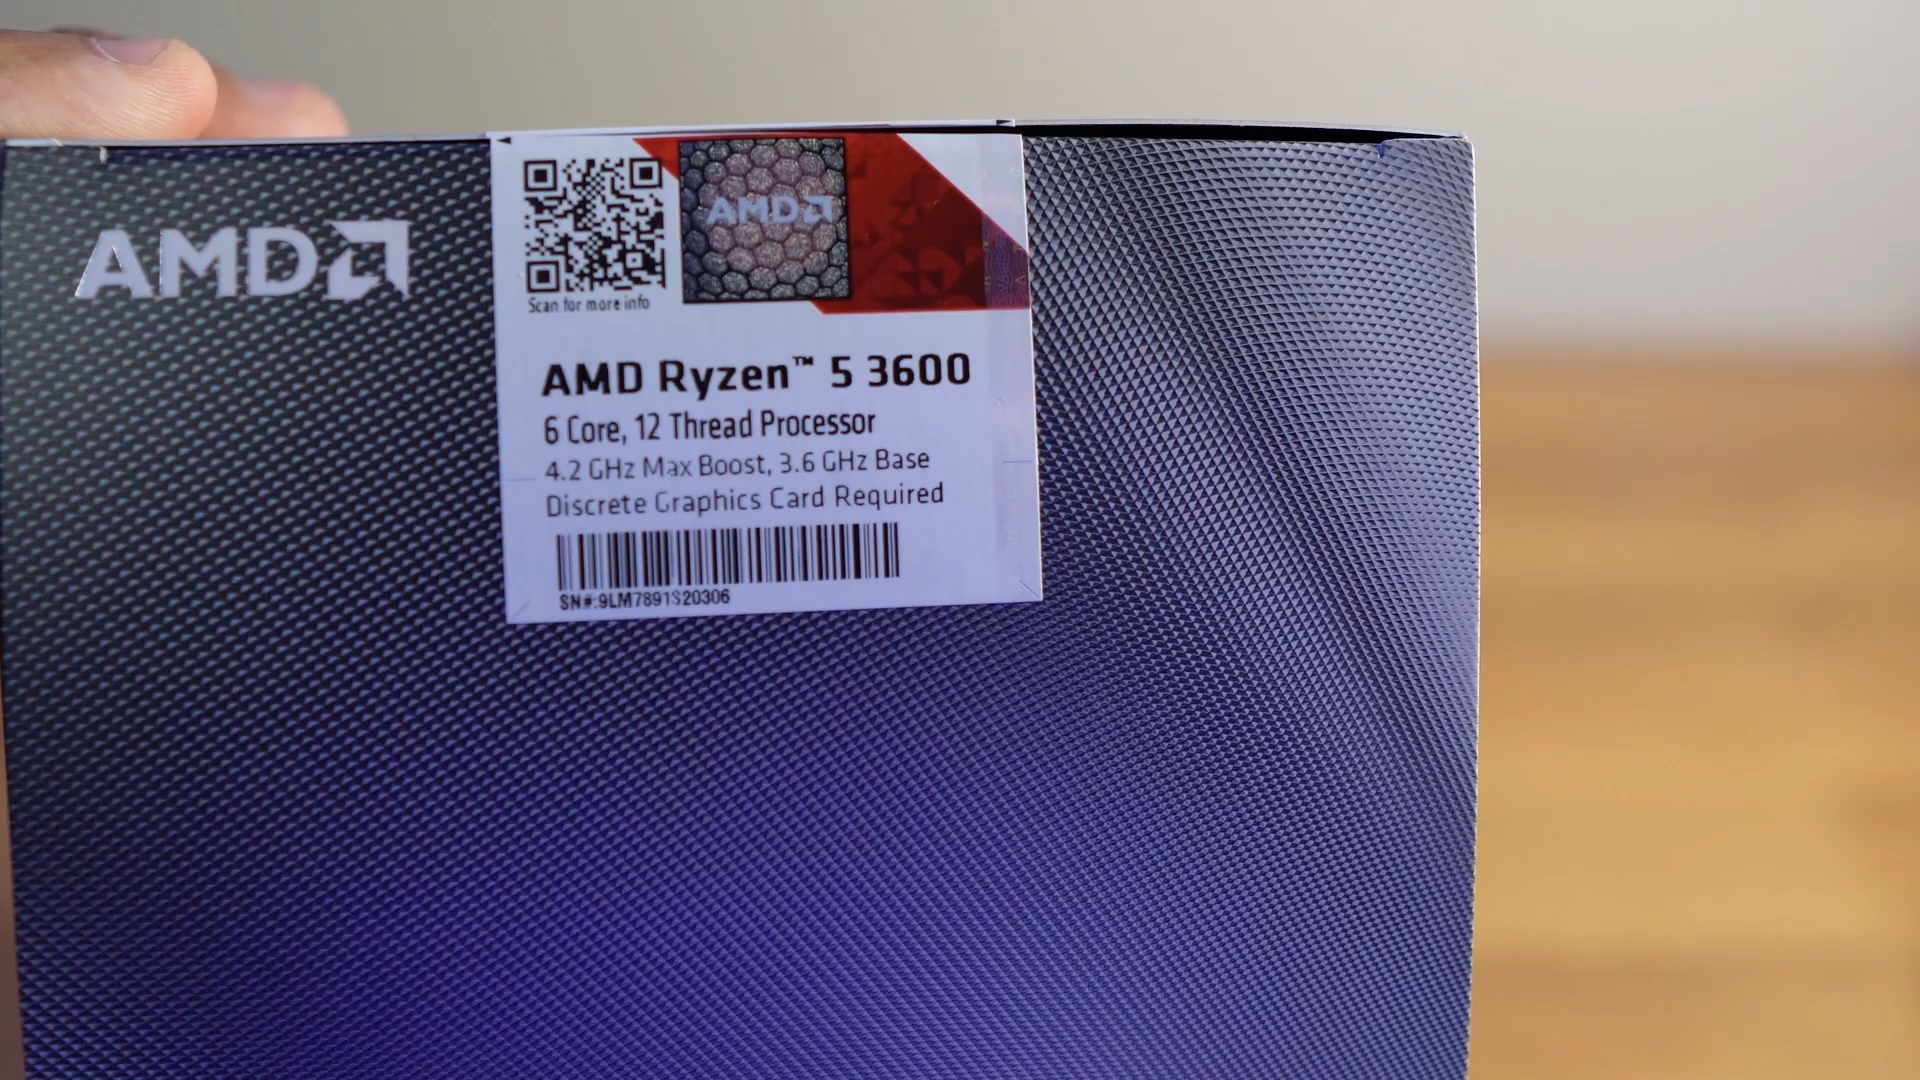 AMD
AMD
Scan for more info
AMD Ryzen™ 5 3600
6 Core, 12 Thread Processor
4.2 GHz Max Boost, 3.6 GHz Base
Discrete Graphics Card Required
SN#:9LM7891S20306